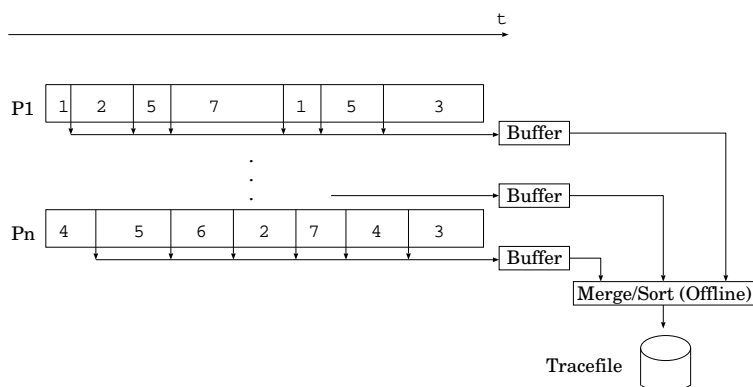 t
P1 1 2 5 7 1 5 3
Buffer
Buffer
Pn 4 5 6 2 7 4 3
Buffer
Merge/Sort (Offline)
Tracefile